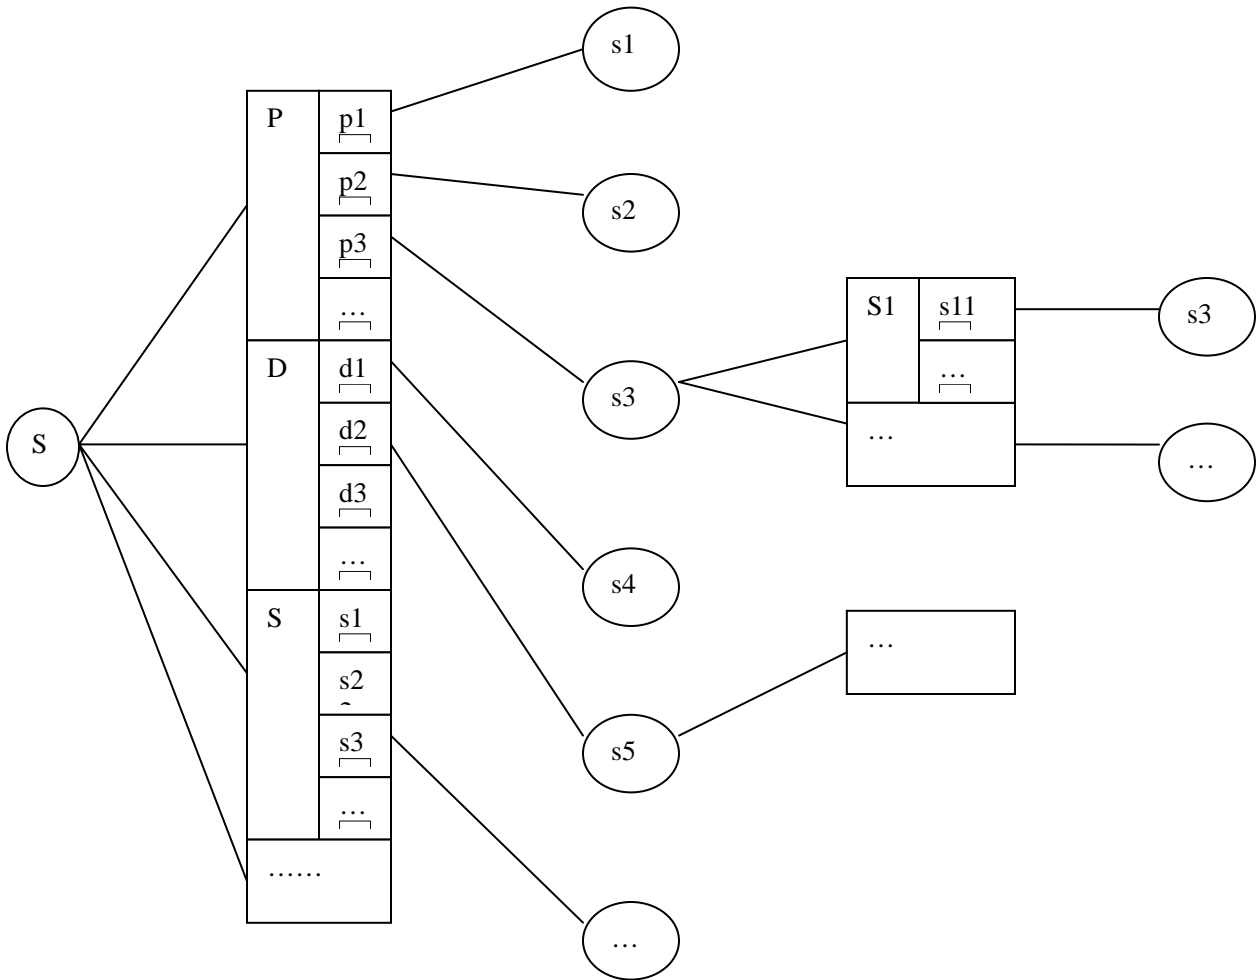 s1
P p1
p2
s2
p3
…
S1 s11
s3
D d1
…
s3
S
d2
…
…
d3
…
s4
S s1
…
s2
s3
s5
…
……
…